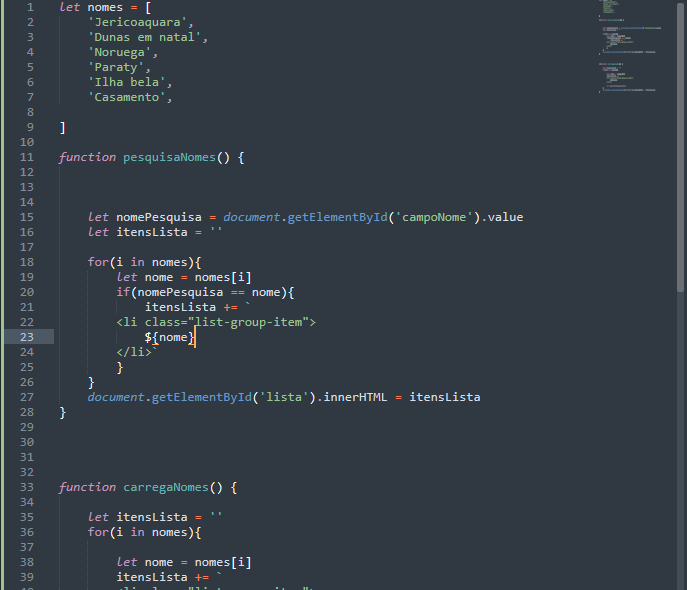 1 let nomes = [
2 'Jericoaquara',
3 'Dunas em natal',
4 'Noruega',
5 'Paraty',
6 'Ilha bela',
7 'Casamento',
8
9 ]
10
11 function pesquisaNomes() {
12
13
14
15 let nomePesquisa = document.getElementById('campoNome').value
16 let itensLista = ''
17
18 for(i in nomes){
19 let nome = nomes[i]
20 if(nomePesquisa == nome){
21 itensLista += `
22 <li class="list-group-item">
23 ${nome}
24 </li>`
25 }
26 }
27 document.getElementById('lista').innerHTML = itensLista
28 }
29
30
31
32
33 function carregaNomes() {
34
35 let itensLista = ''
36 for(i in nomes){
37
38 let nome = nomes[i]
39 itensLista += `